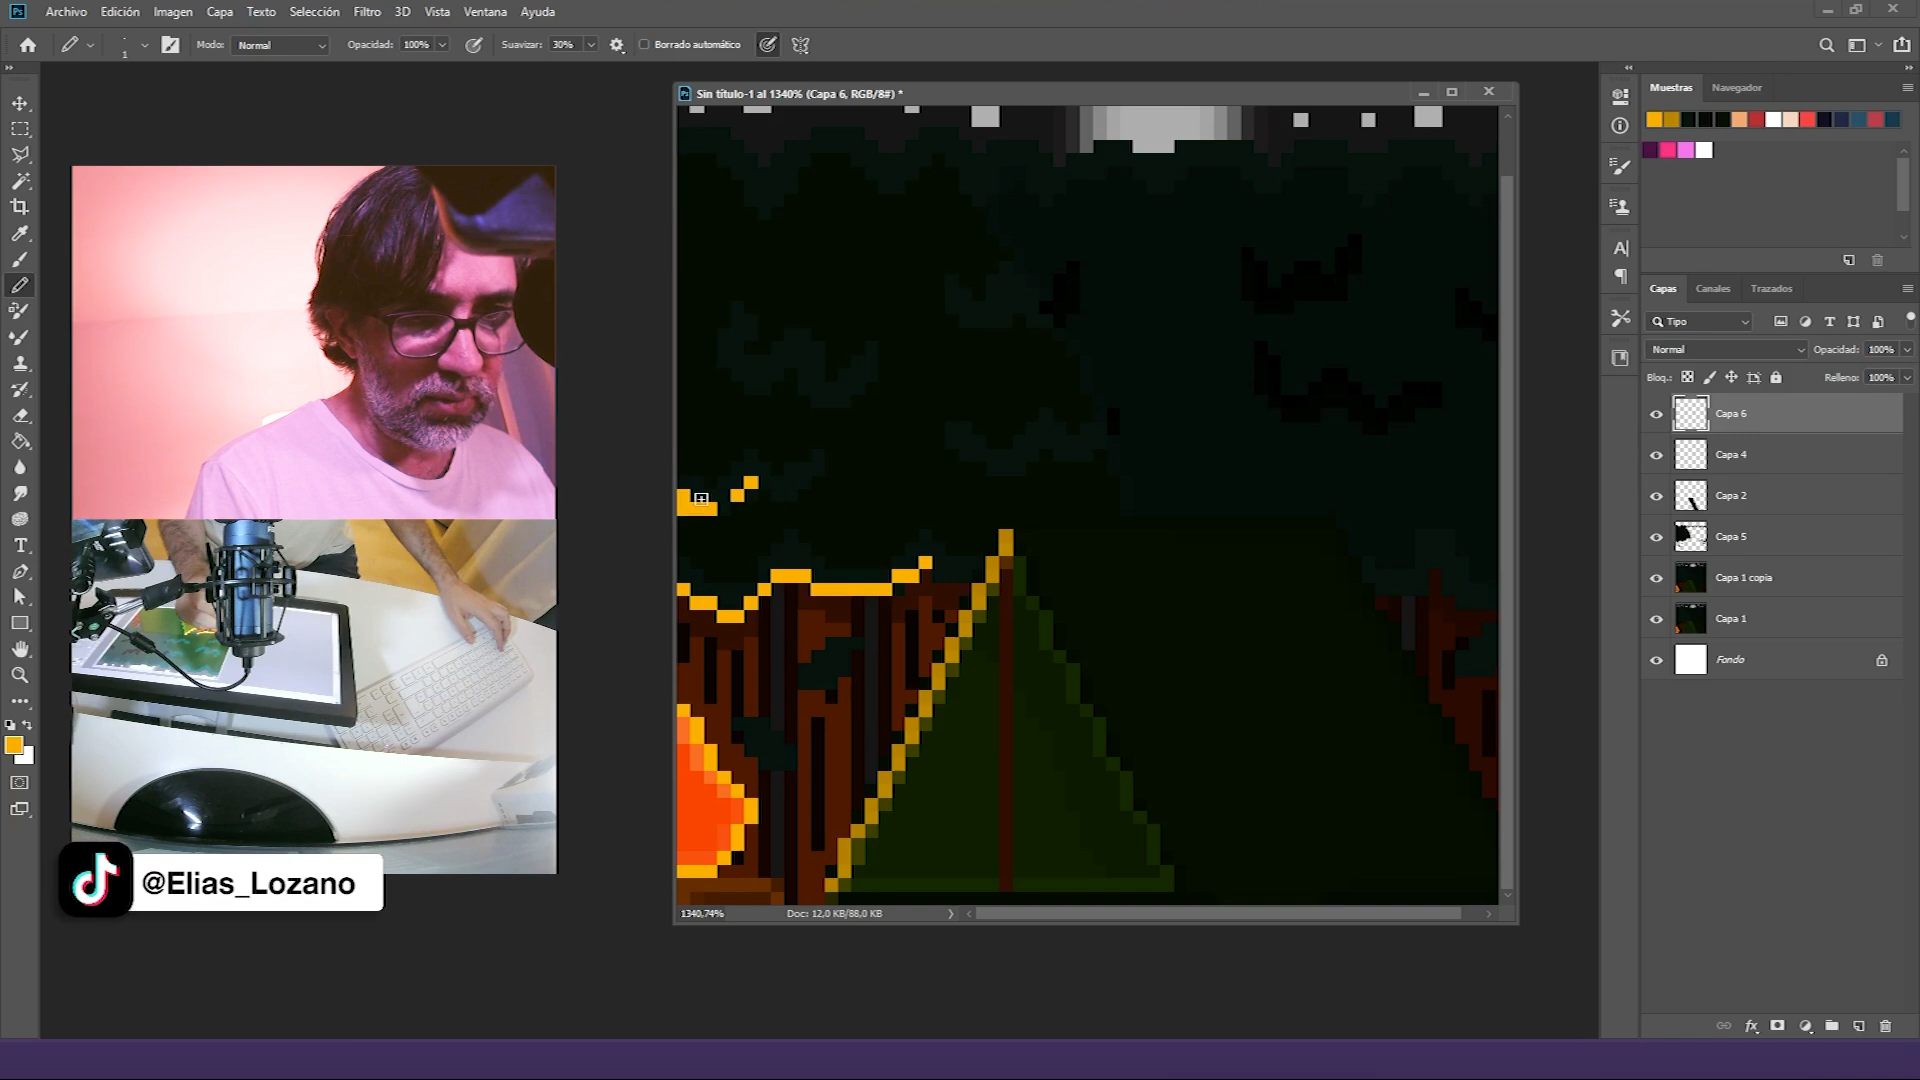 Ps Archivo Edición Imagen Capa Texto Selección Filtro 3D Vista Ventana Ayuda
1 Modo: Normal Opacidad: 100% Suavizar: 30% Borrado automático
Ps Sin título-1 al 1340% (Capa 6, RGB/8#) *
Muestras Navegador
Capas Canales Trazados
Tipo
Normal Opacidad: 100%
Bloq.: Relleno: 100%
Capa 6
Capa 4
Capa 2
Capa 5
Capa 1 copia
Capa 1
Fondo
@Elias_Lozano
1340,74% Doc: 12,0 KB/88,0 KB